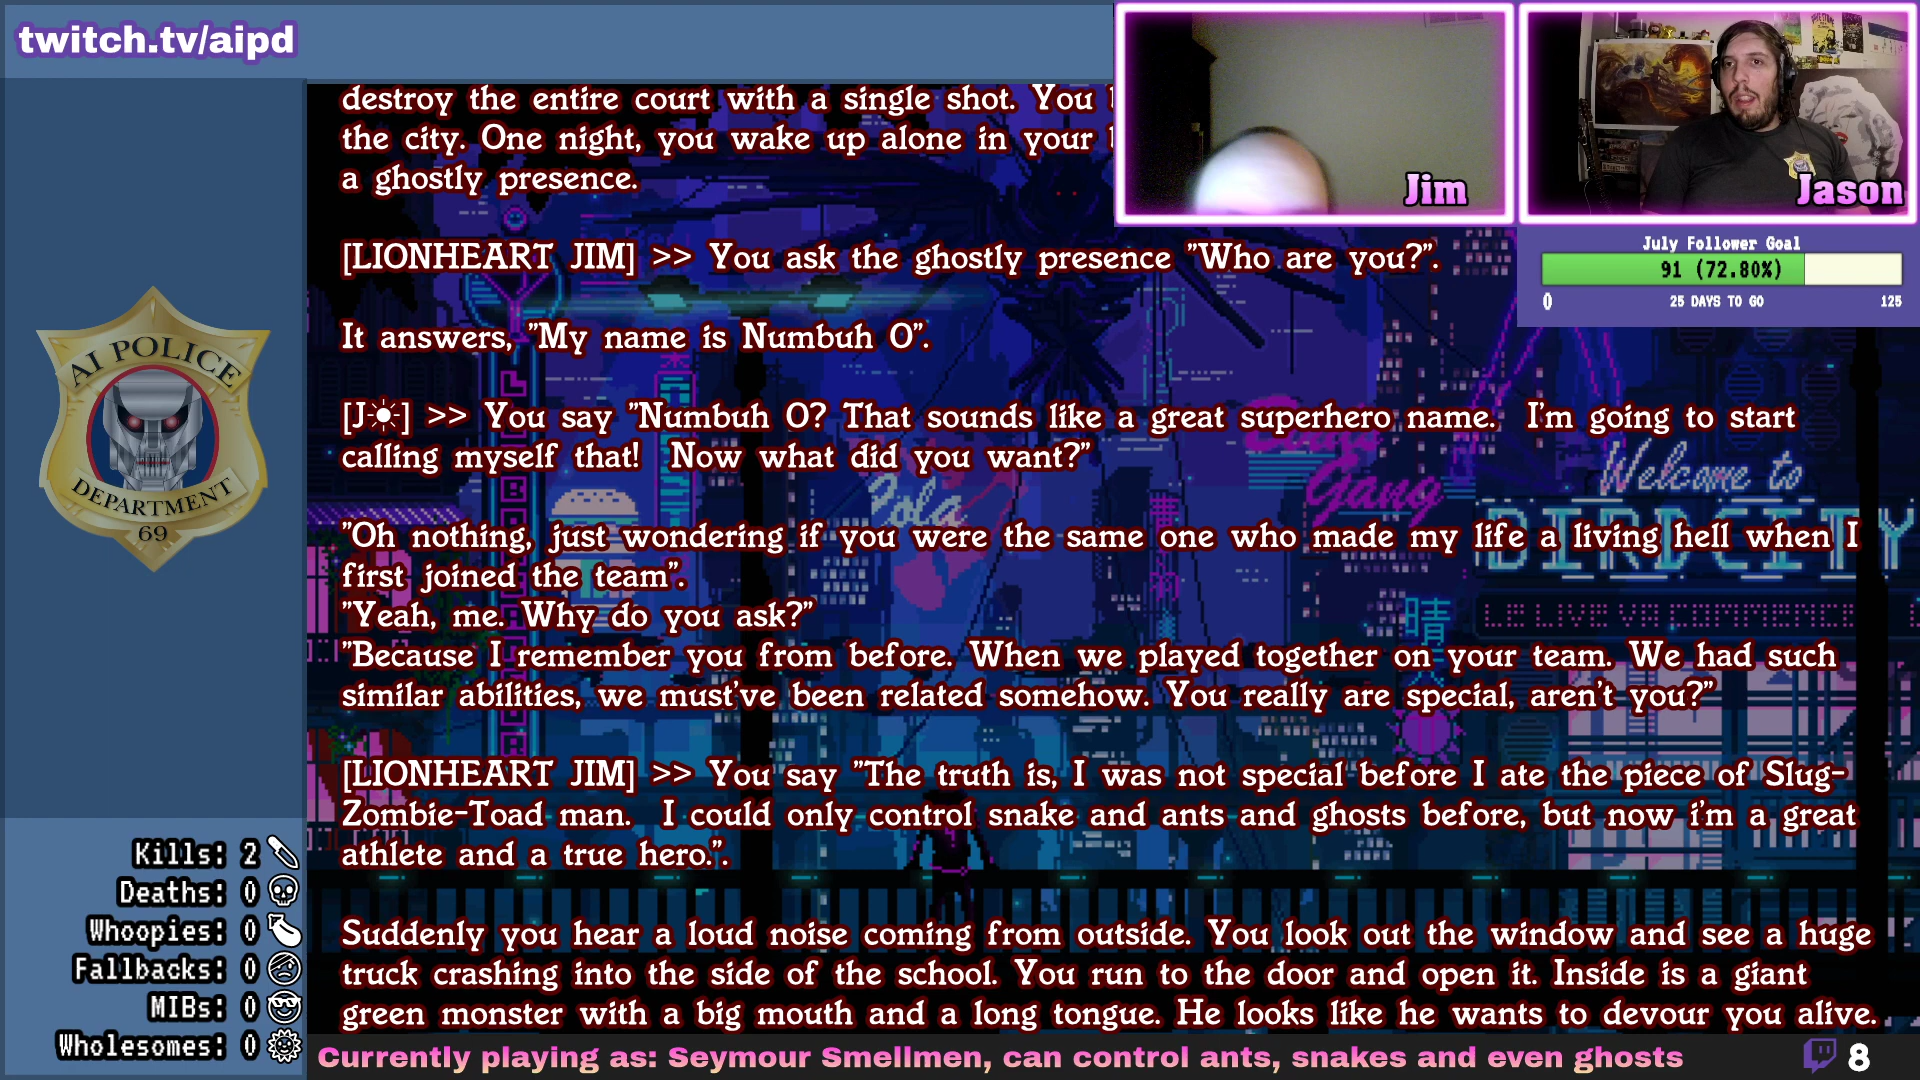 twitch.tv/aipd
destroy the entire court with a single shot. You
the city. One night, you wake up alone in your
a ghostly presence.
Jim
Jason
July Follower Goal
91 (72.80%)
0 25 DAYS TO GO 125
[LIONHEART JIM] >> You ask the ghostly presence "Who are you?".
It answers, "My name is Numbuh O".
[J☀] >> You say "Numbuh O? That sounds like a great superhero name.  I'm going to start
calling myself that!  Now what did you want?"
"Oh nothing, just wondering if you were the same one who made my life a living hell when I
first joined the team".
"Yeah, me. Why do you ask?"
"Because I remember you from before. When we played together on your team. We had such
similar abilities, we must've been related somehow. You really are special, aren't you?"
[LIONHEART JIM] >> You say "The truth is, I was not special before I ate the piece of Slug-
Zombie-Toad man.  I could only control snake and ants and ghosts before, but now i'm a great
athlete and a true hero.".
Suddenly you hear a loud noise coming from outside. You look out the window and see a huge
truck crashing into the side of the school. You run to the door and open it. Inside is a giant
green monster with a big mouth and a long tongue. He looks like he wants to devour you alive.
AI POLICE
DEPARTMENT
69
Welcome to
BIRDCITY
LE LIVE VA COMMENCE
Gang
晴
Kills: 2
Deaths: 0
Whoopies: 0
Fallbacks: 0
MIBs: 0
Wholesomes: 0
Currently playing as: Seymour Smellmen, can control ants, snakes and even ghosts
8